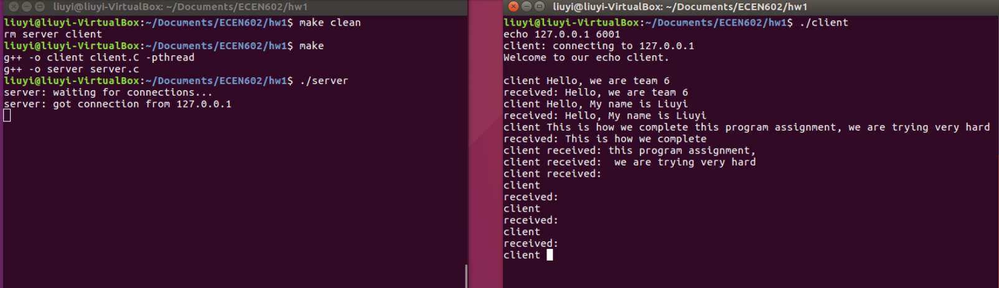 liuyi@liuyi-VirtualBox: ~/Documents/ECEN602/hw1
liuyi@liuyi-VirtualBox:~/Documents/ECEN602/hw1$ make clean
rm server client
liuyi@liuyi-VirtualBox:~/Documents/ECEN602/hw1$ make
g++ -o client client.C -pthread
g++ -o server server.c
liuyi@liuyi-VirtualBox:~/Documents/ECEN602/hw1$ ./server
server: waiting for connections...
server: got connection from 127.0.0.1
liuyi@liuyi-VirtualBox: ~/Documents/ECEN602/hw1
liuyi@liuyi-VirtualBox:~/Documents/ECEN602/hw1$ ./client
echo 127.0.0.1 6001
client: connecting to 127.0.0.1
Welcome to our echo client.
client Hello, we are team 6
received: Hello, we are team 6
client Hello, My name is Liuyi
received: Hello, My name is Liuyi
client This is how we complete this program assignment, we are trying very hard
received: This is how we complete
client received: this program assignment,
client received:  we are trying very hard
client received:
client
received:
client
received:
client
received:
client